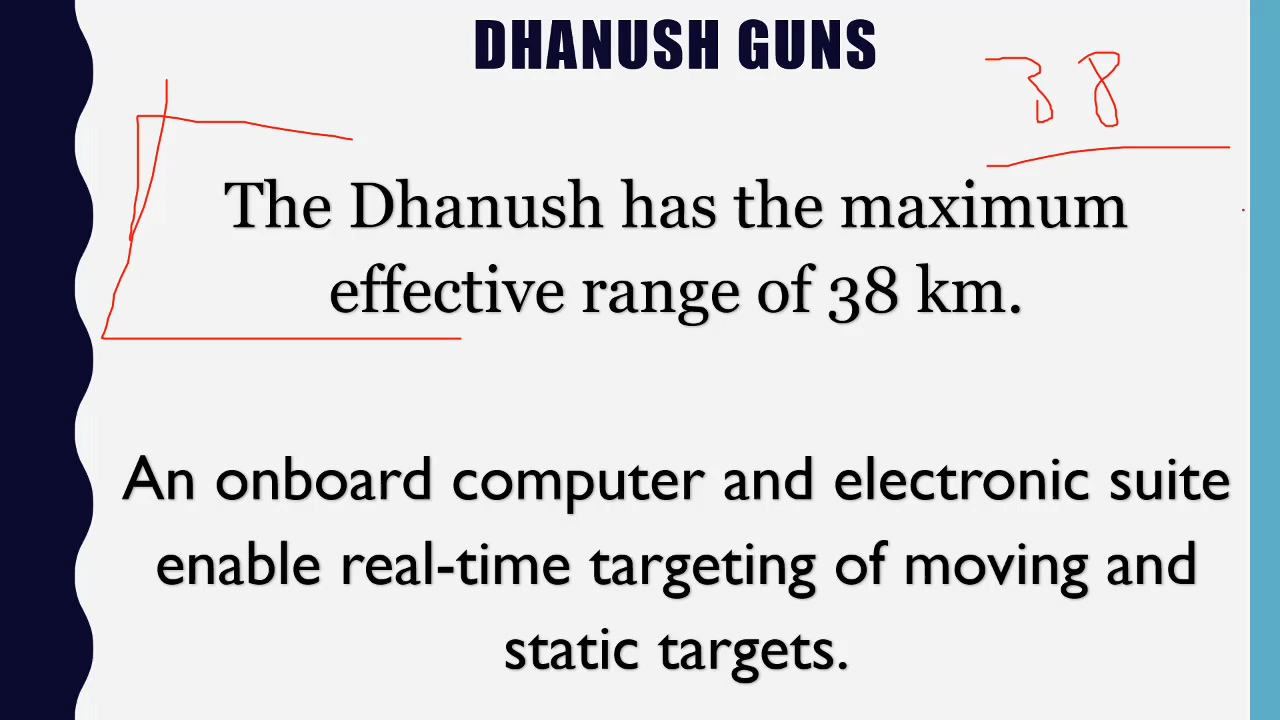 DHANUSH GUNS
38
The Dhanush has the maximum
effective range of 38 km.
An onboard computer and electronic suite
enable real-time targeting of moving and
static targets.